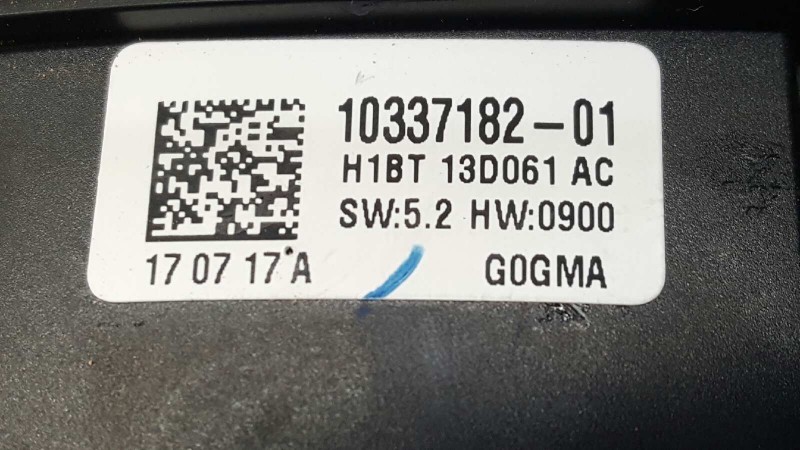 10337182-01
H1BT 13D061 AC
SW:5.2 HW:0900
17 07 17 A G0GMA